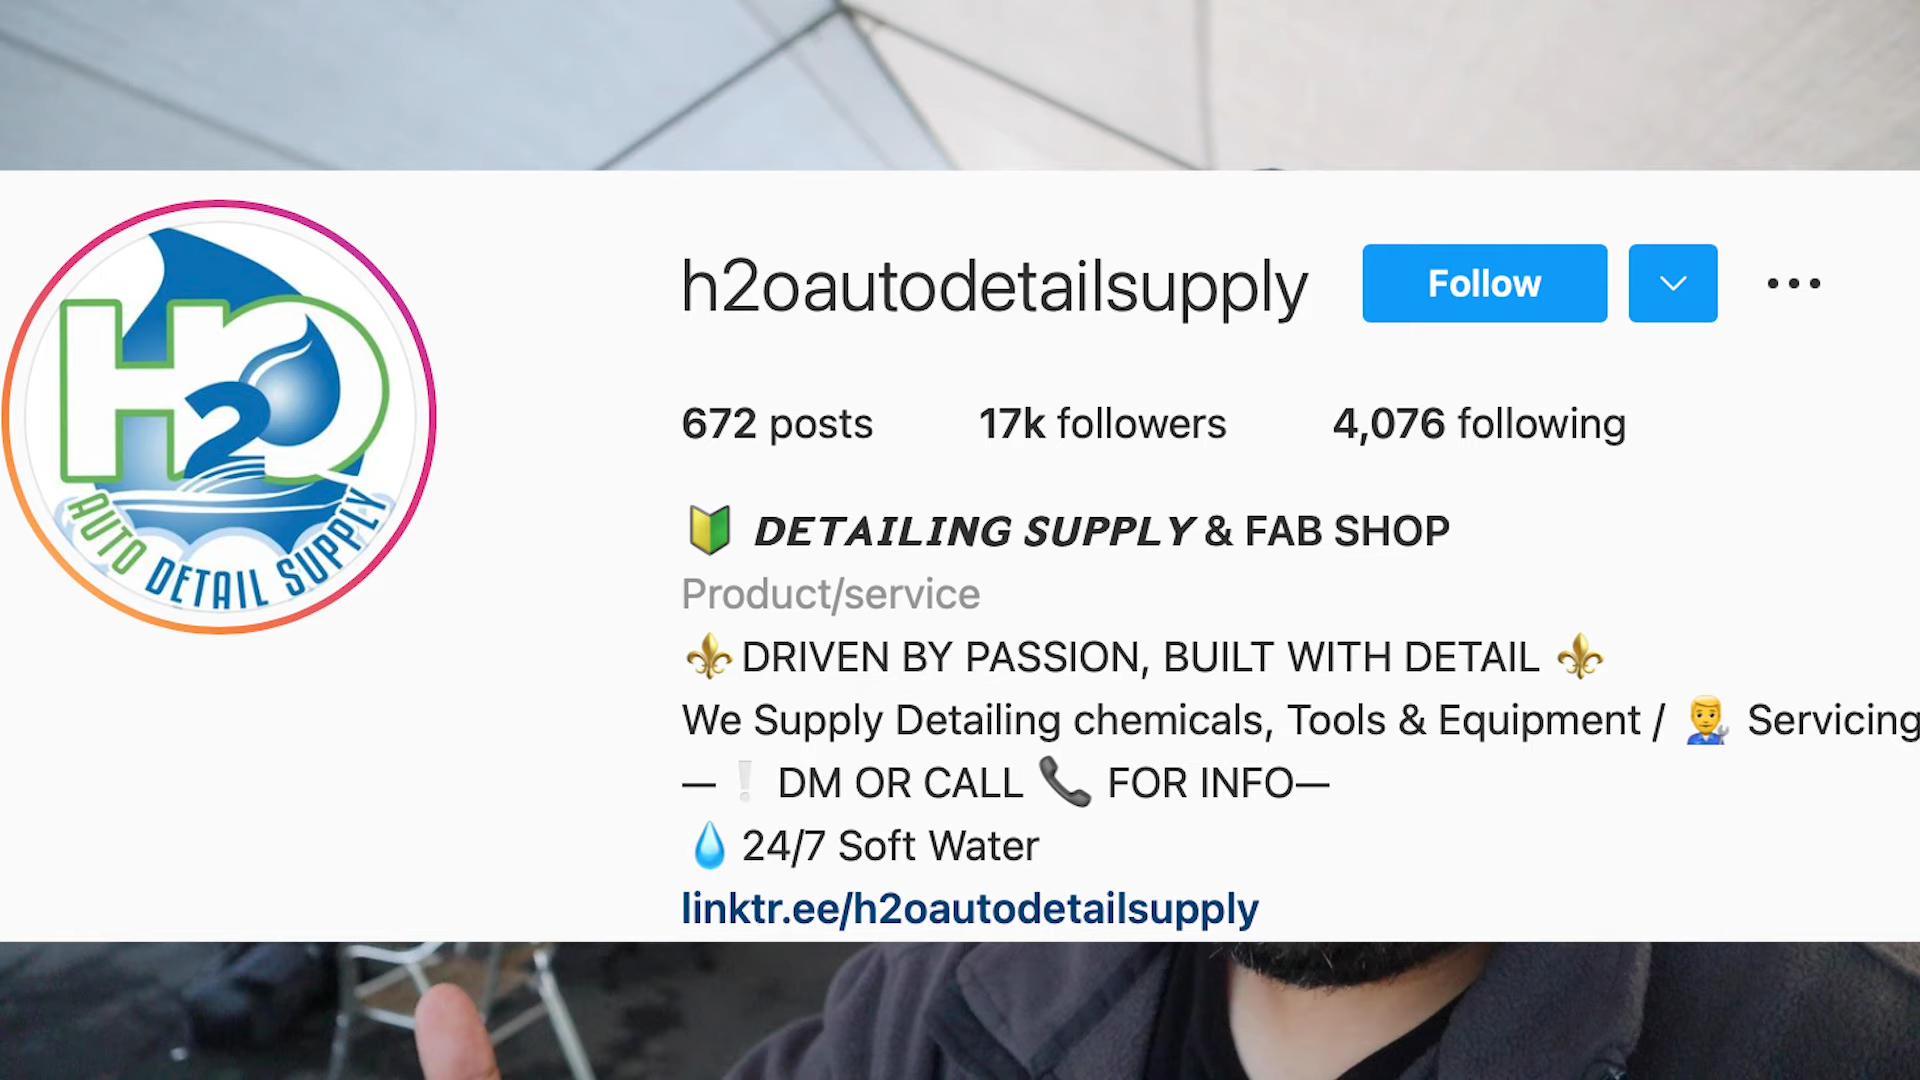 H2O
AUTO DETAIL SUPPLY
h2oautodetailsupply Follow
672 posts 17k followers 4,076 following
🔰 DETAILING SUPPLY & FAB SHOP
Product/service
⚜️DRIVEN BY PASSION, BUILT WITH DETAIL ⚜️
We Supply Detailing chemicals, Tools & Equipment / 👨‍🔧 Servicing
—❕ DM OR CALL 📞 FOR INFO—
💧 24/7 Soft Water
linktr.ee/h2oautodetailsupply